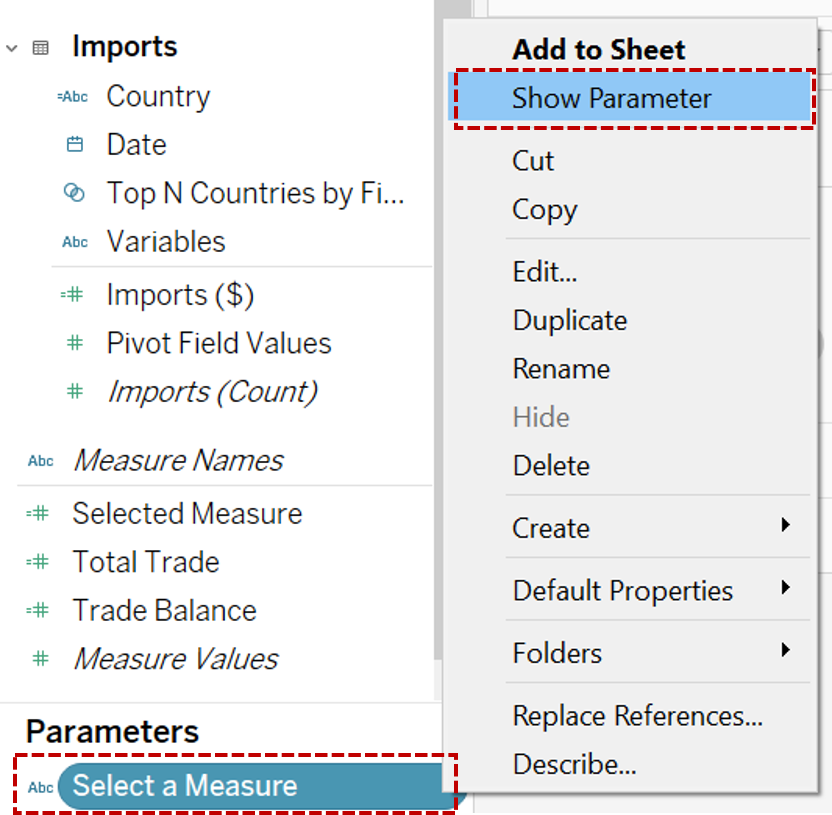 Imports
=Abc Country
Date
Top N Countries by Fi...
Abc Variables
=# Imports ($)
# Pivot Field Values
# Imports (Count)
Abc Measure Names
=# Selected Measure
=# Total Trade
=# Trade Balance
# Measure Values
Parameters
Abc Select a Measure
Add to Sheet
Show Parameter
Cut
Copy
Edit...
Duplicate
Rename
Hide
Delete
Create
Default Properties
Folders
Replace References...
Describe...